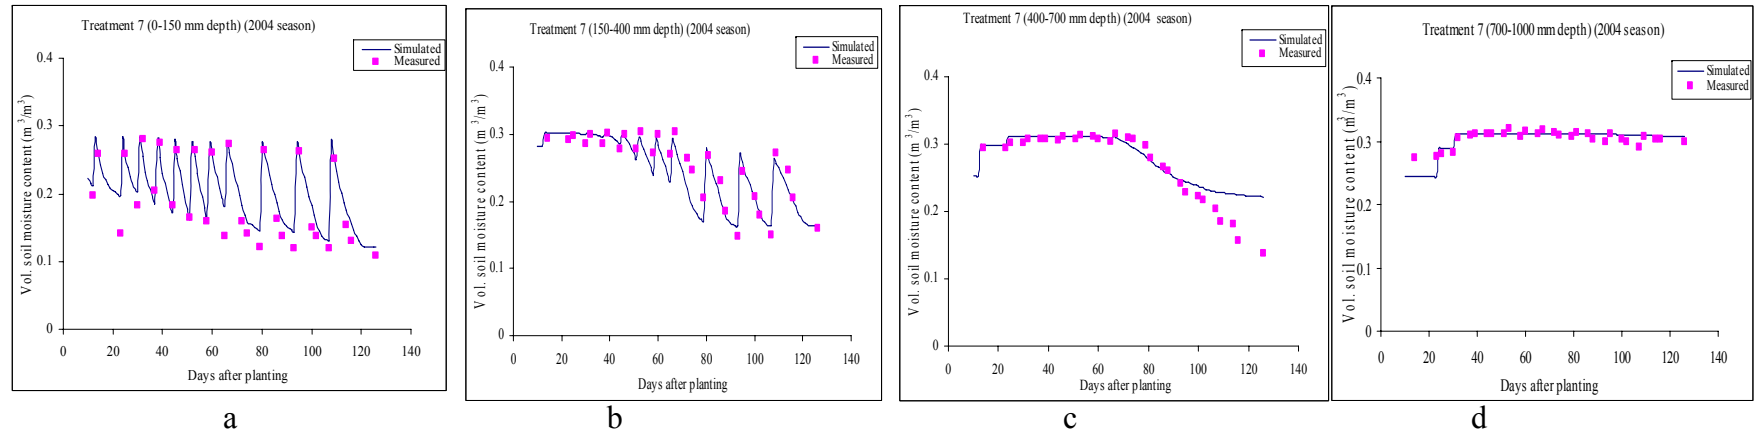 Treatment 7 (0-150 mm depth) (2004 season)
Simulated
Measured
Vol. soil moisture content (m³/m³)
0.4
0.3
0.2
0.1
0
0 20 40 60 80 100 120 140
Days after planting
a
Treatment 7 (150-400 mm depth) (2004 season)
Simulated
Measured
Vol. soil moisture content (m³/m³)
0.4
0.3
0.2
0.1
0
0 20 40 60 80 100 120 140
Days after planting
b
Treatment 7 (400-700 mm depth) (2004 season)
Simulated
Measured
Vol. soil moisture content (m³/m³)
0.4
0.3
0.2
0.1
0
0 20 40 60 80 100 120 140
Days after planting
c
Treatment 7 (700-1000 mm depth) (2004 season)
Simulated
Measured
Vol. soil moisture content (m³/m³)
0.4
0.3
0.2
0.1
0
0 20 40 60 80 100 120 140
Days after planting
d